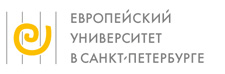 ЕВРОПЕЙСКИЙ
УНИВЕРСИТЕТ
В САНКТ-ПЕТЕРБУРГЕ